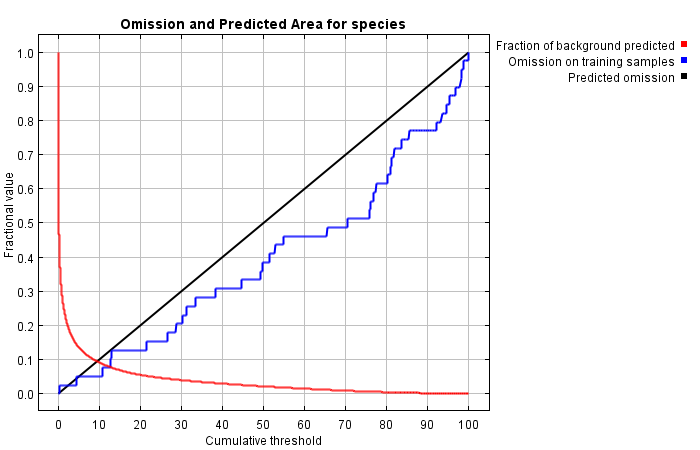 Omission and Predicted Area for species
Fraction of background predicted
Omission on training samples
Predicted omission
Fractional value
1.0
0.9
0.8
0.7
0.6
0.5
0.4
0.3
0.2
0.1
0.0
0 10 20 30 40 50 60 70 80 90 100
Cumulative threshold